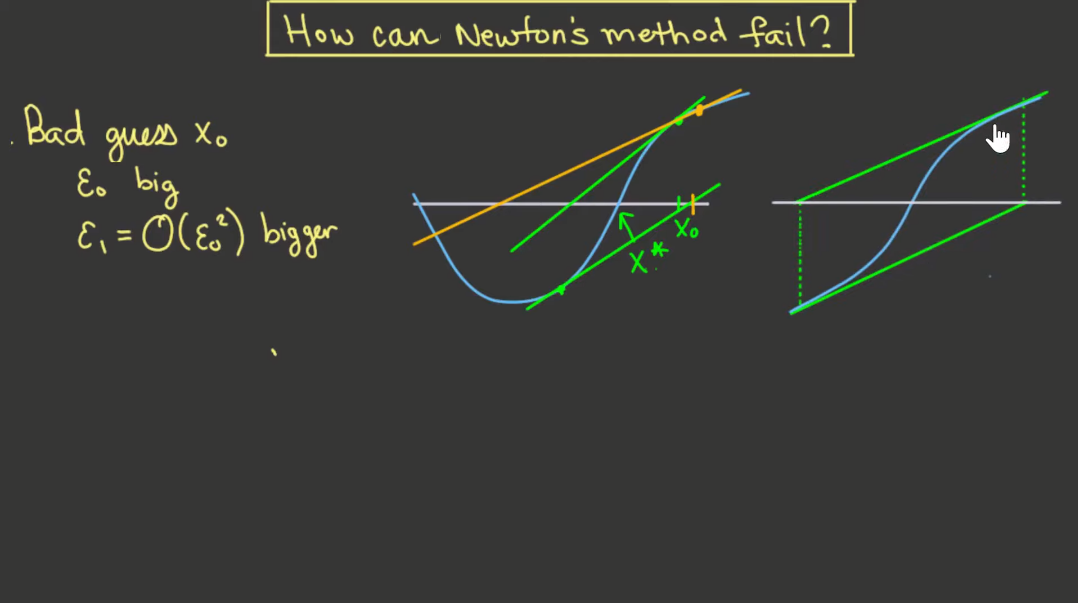 How can Newton's method fail?
Bad guess x₀
ε₀ big
ε₁ = O(ε₀²) bigger
x₀
x*